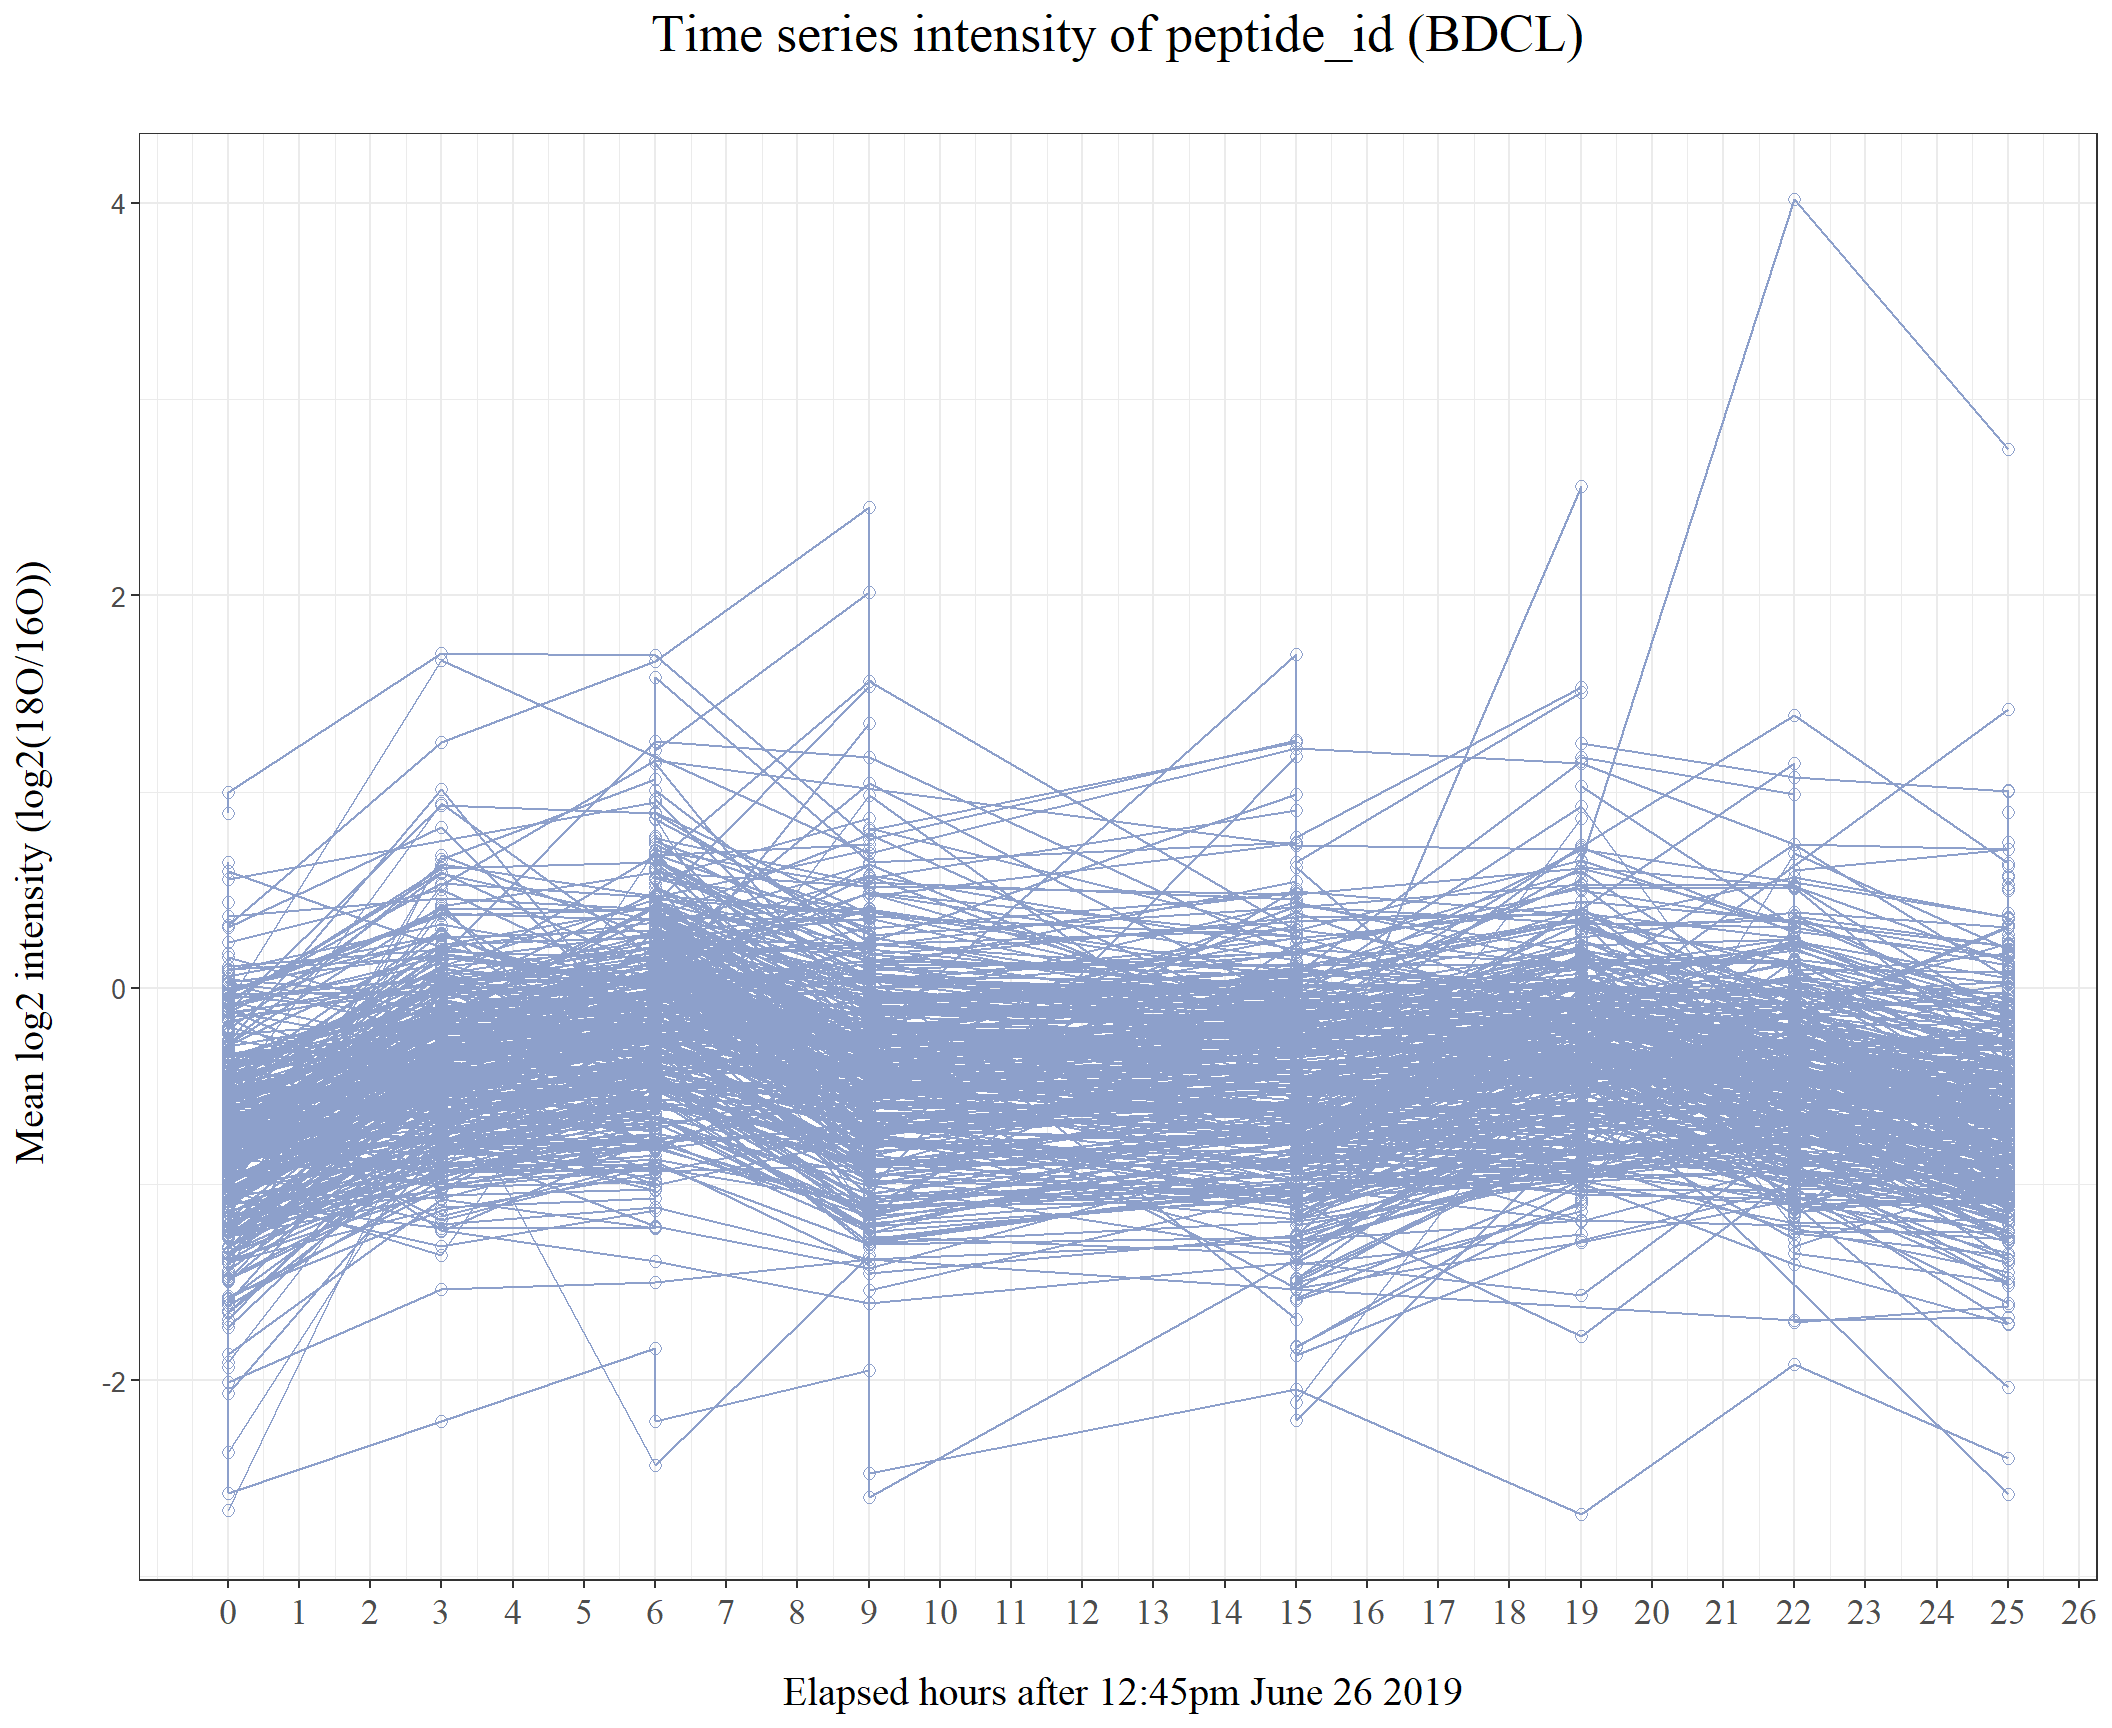 Time series intensity of peptide_id (BDCL)
Mean log2 intensity (log2(18O/16O))
4
2
0
-2
0 1 2 3 4 5 6 7 8 9 10 11 12 13 14 15 16 17 18 19 20 21 22 23 24 25 26
Elapsed hours after 12:45pm June 26 2019